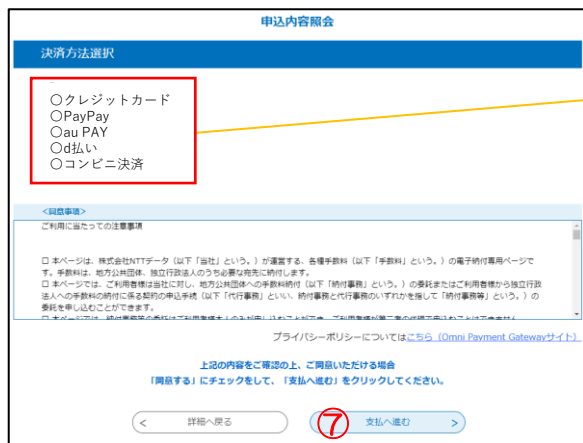 申込内容照会
決済方法選択
〇クレジットカード
〇PayPay
〇au PAY
〇d払い
〇コンビニ決済
<同意事項>
ご利用に当たっての注意事項
□ 本ページは、株式会社NTTデータ（以下「当社」という。）が運営する、各種手数料（以下「手数料」という。）の電子納付専用ページで
す。手数料は、地方公共団体、独立行政法人のうち必要な宛先に納付します。
□ 本ページでは、ご利用者様は当社に対し、地方公共団体への手数料納付（以下「納付事務」という。）の委託またはご利用者様から独立行政
法人への手数料の納付に係る契約の申込手続（以下「代行事務」といい、納付事務と代行事務のいずれかを指して「納付事務等」という。）の
委託を申し込むことができます。
プライバシーポリシーについてはこちら（Omni Payment Gatewayサイト）
上記の内容をご確認の上、ご同意いただける場合
「同意する」にチェックをして、「支払へ進む」をクリックしてください。
< 詳細へ戻る
⑦ 支払へ進む >